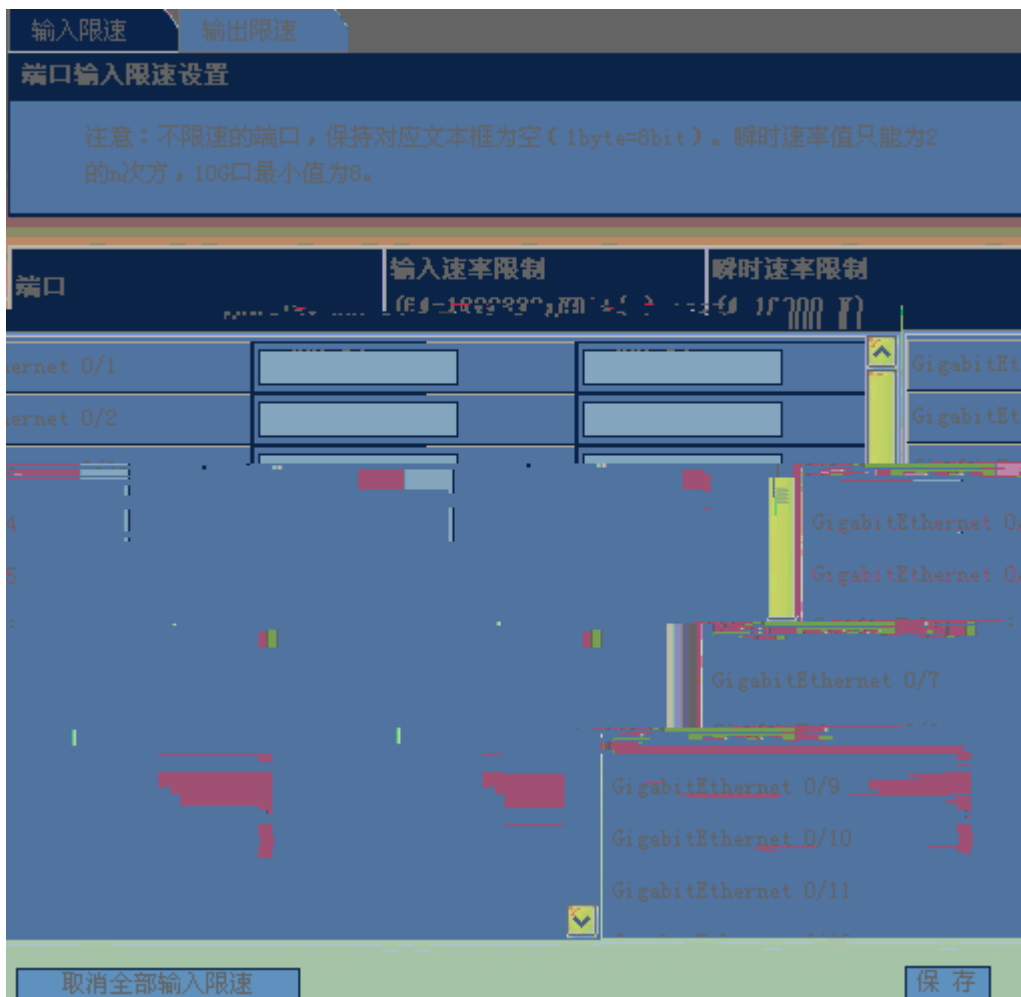 输入限速 输出限速
端口输入限速设置
注意：不限速的端口，保持对应文本框为空（1byte=8bit）。瞬时速率值只能为2
的n次方，10G口最小值为8。
端口 输入速率限制 瞬时速率限制
ernet 0/1 GigabitEt
ernet 0/2 GigabitEt
4 GigabitEthernet 0/
5 GigabitEthernet 0/
GigabitEthernet 0/7
GigabitEthernet 0/9
GigabitEthernet 0/10
GigabitEthernet 0/11
取消全部输入限速 保 存